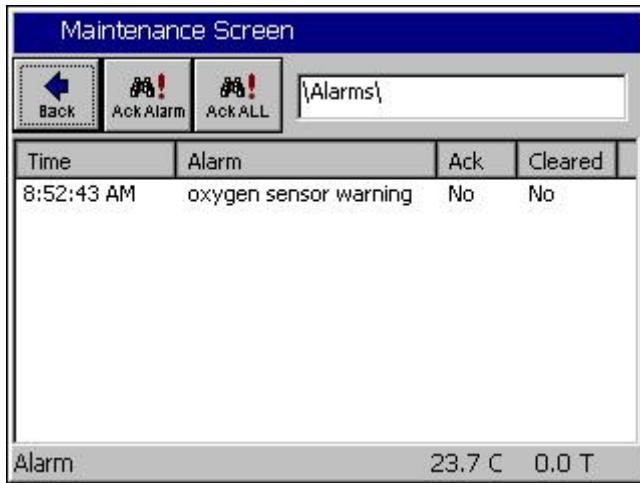 Maintenance Screen
Back Ack Alarm Ack ALL \Alarms\
Time Alarm Ack Cleared
8:52:43 AM oxygen sensor warning No No
Alarm 23.7 C 0.0 T